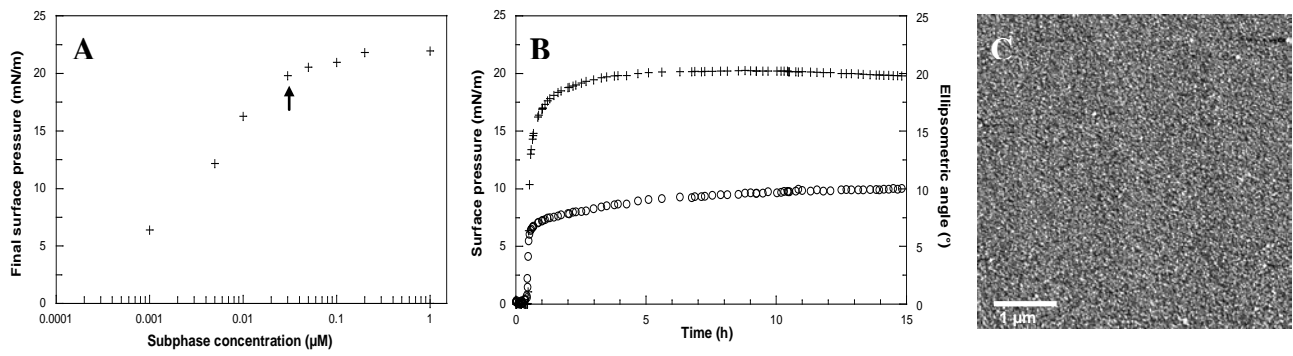 A
Final surface pressure (mN/m)
25
20
15
10
5
0
0.0001 0.001 0.01 0.1 1
Subphase concentration (µM)
B
Surface pressure (mN/m)
25
20
15
10
5
0
0 5 10 15
Time (h)
25
20
15
10
5
0
Ellipsometric angle (°)
C
1 µm